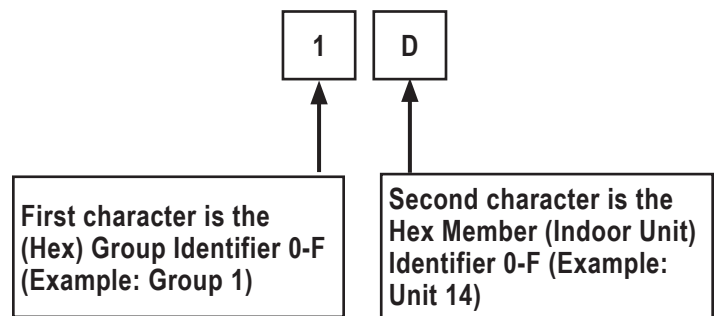 1 D
First character is the
(Hex) Group Identifier 0-F
(Example: Group 1)
Second character is the
Hex Member (Indoor Unit)
Identifier 0-F (Example:
Unit 14)